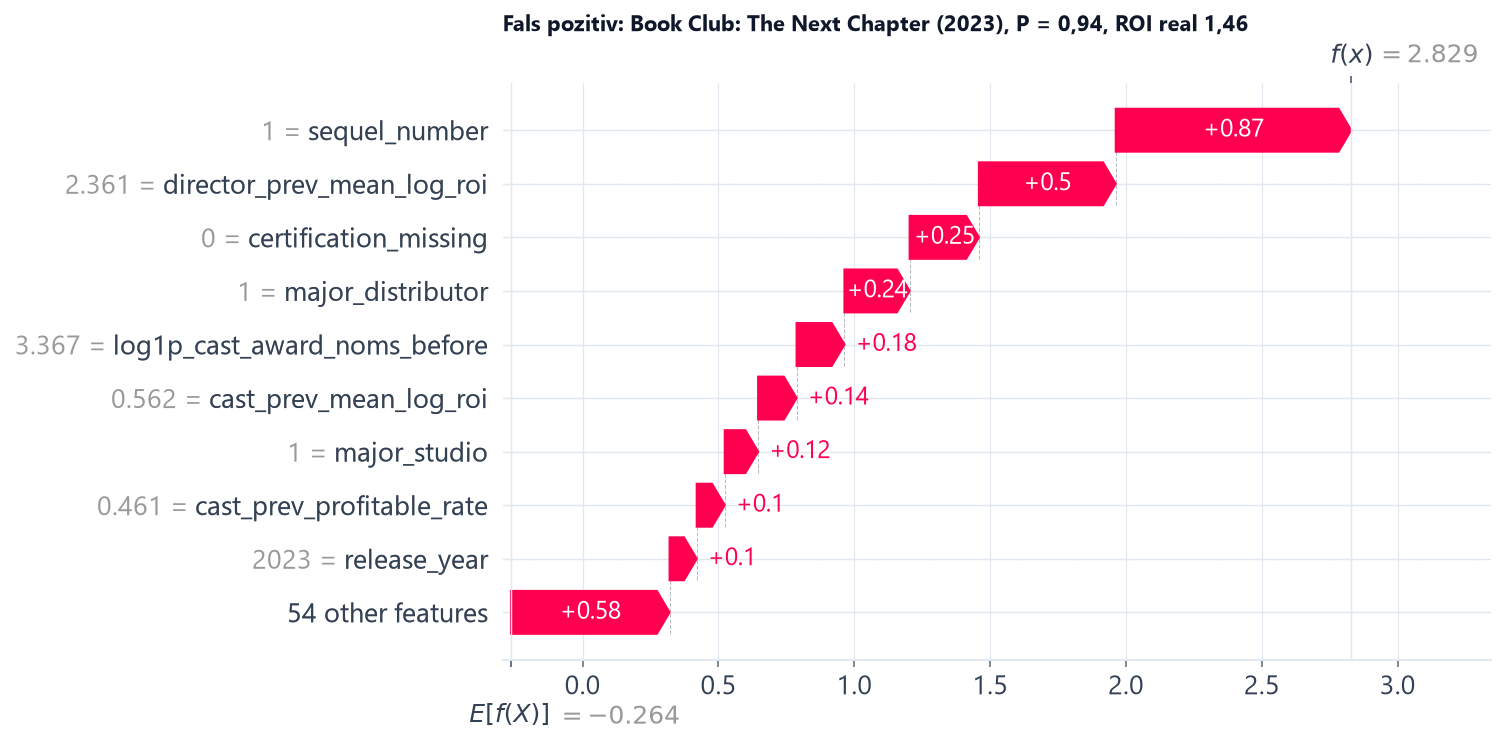 Fals pozitiv: Book Club: The Next Chapter (2023), P = 0,94, ROI real 1,46
f(x) = 2.829
1 = sequel_number
+0.87
2.361 = director_prev_mean_log_roi
+0.5
0 = certification_missing
+0.25
1 = major_distributor
+0.24
3.367 = log1p_cast_award_noms_before
+0.18
0.562 = cast_prev_mean_log_roi
+0.14
1 = major_studio
+0.12
0.461 = cast_prev_profitable_rate
+0.1
2023 = release_year
+0.1
54 other features
+0.58
0.0 0.5 1.0 1.5 2.0 2.5 3.0
E[f(X)] = −0.264